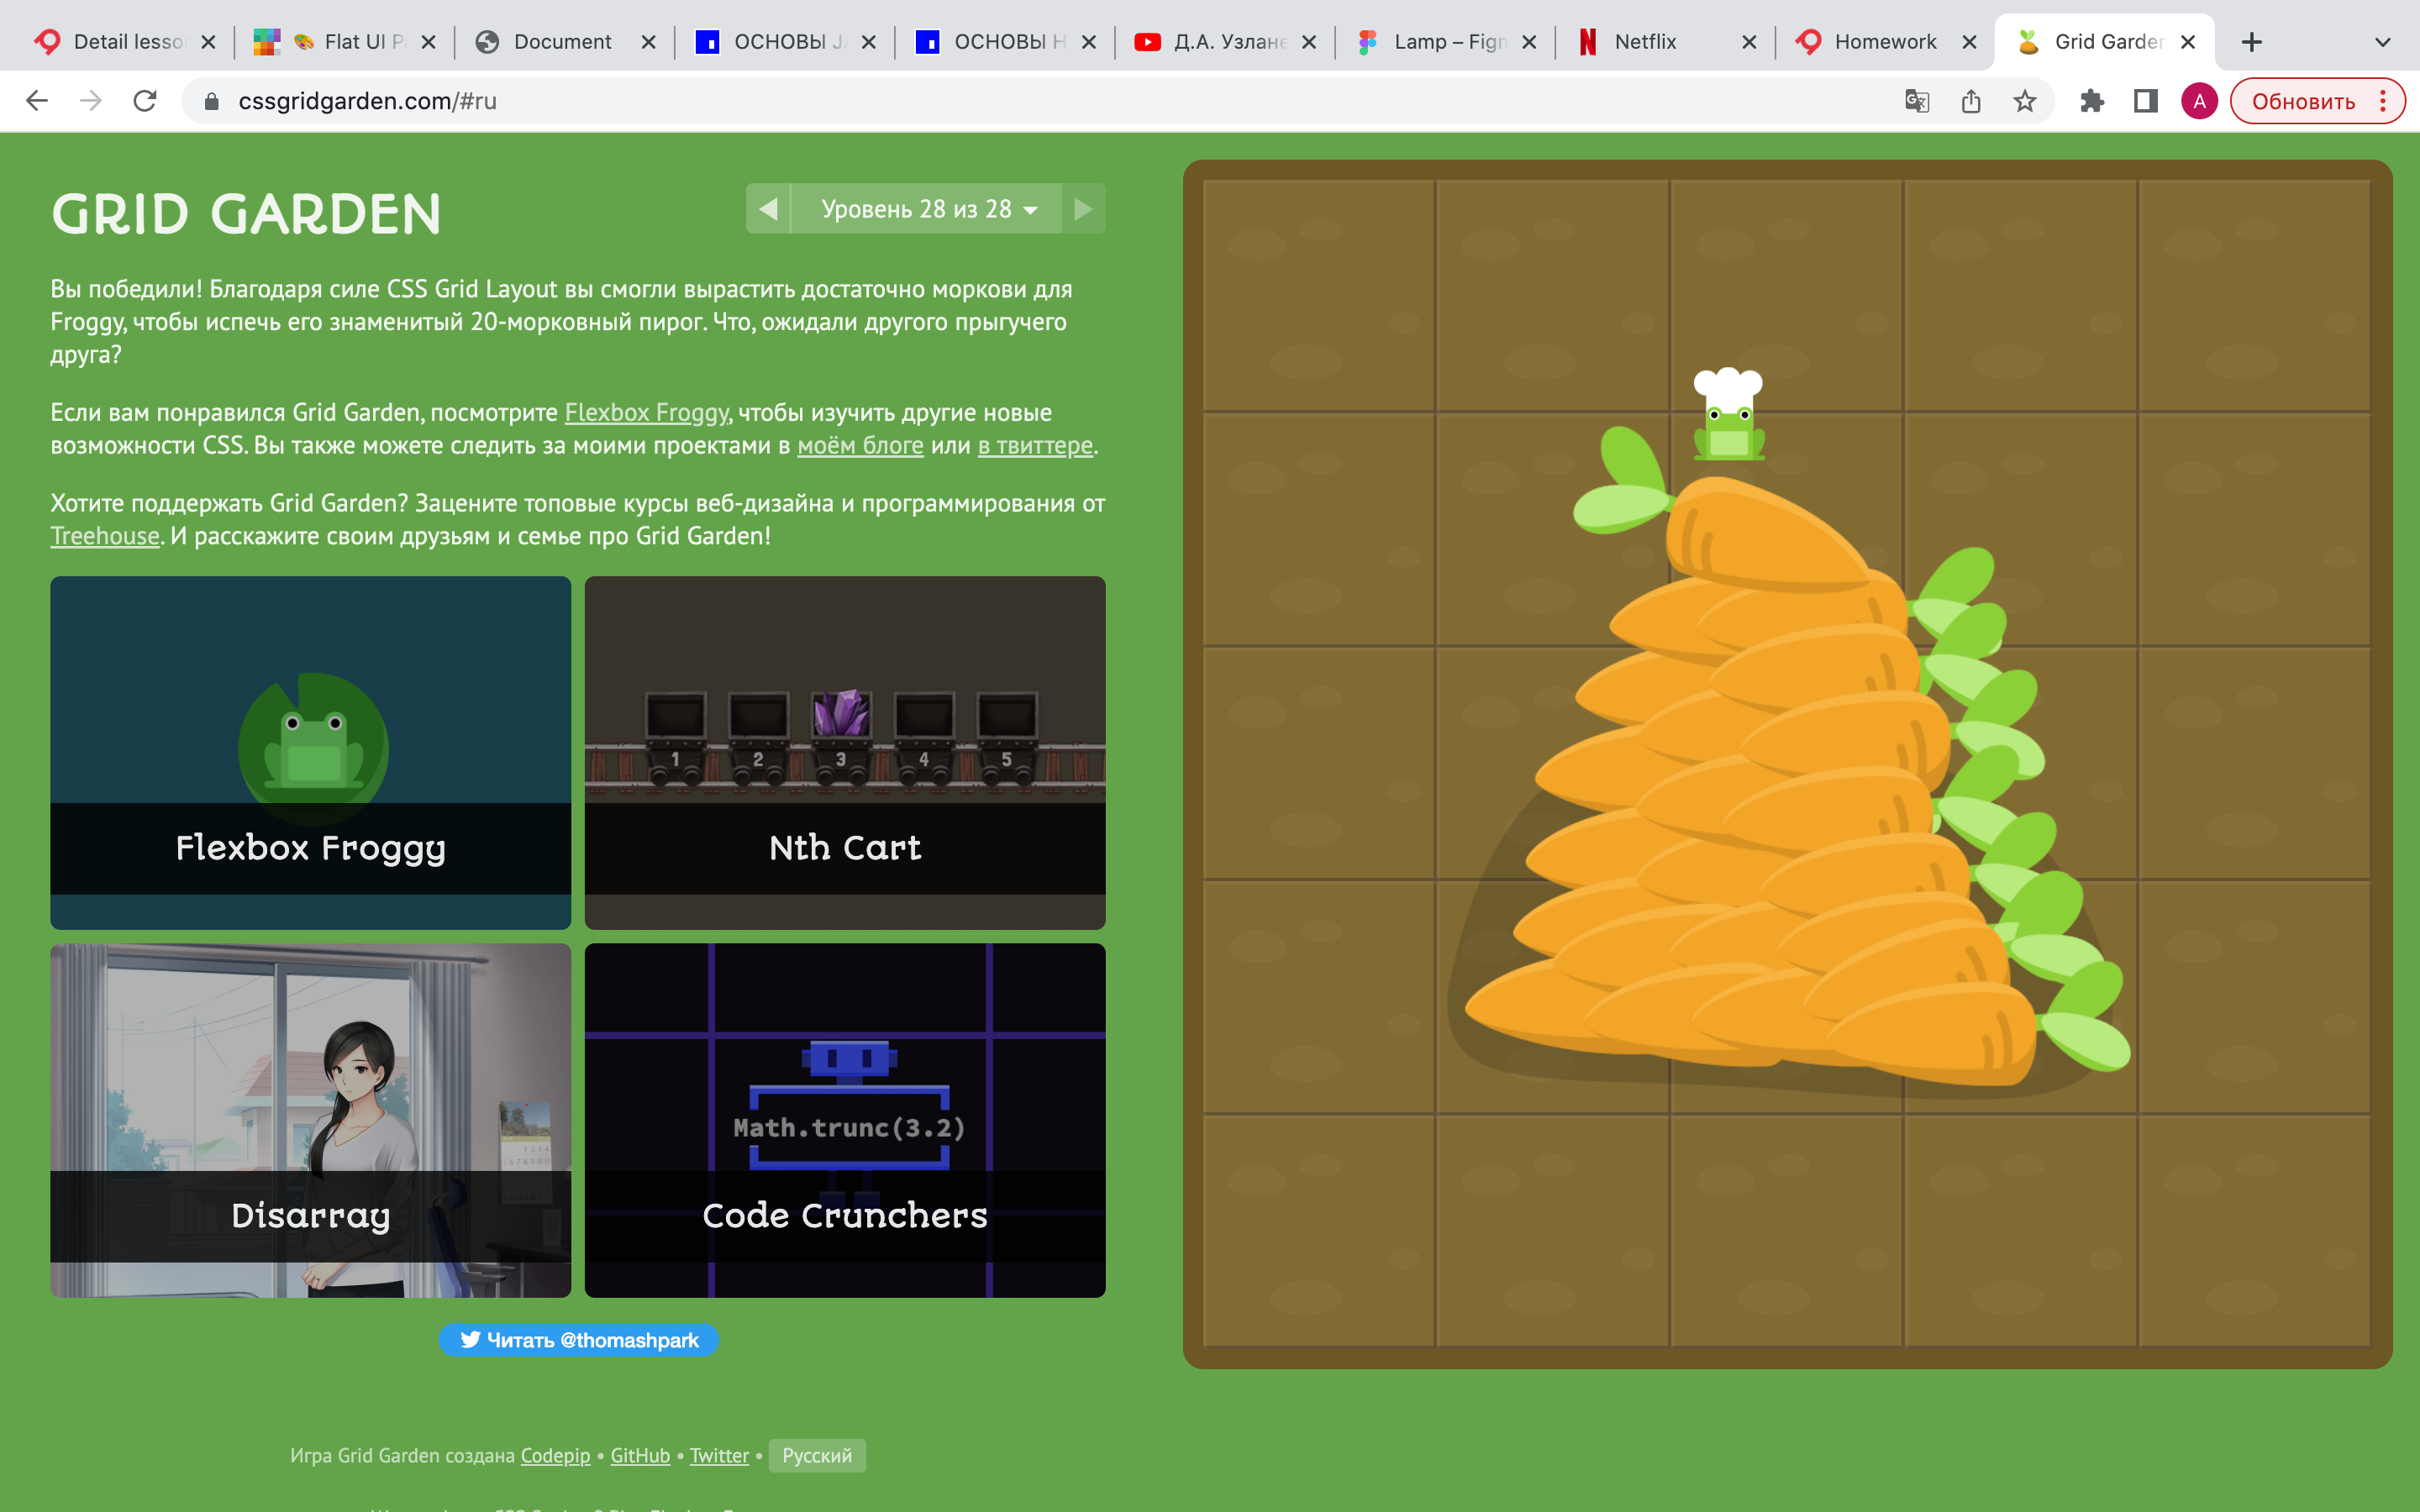 Detail lesso
Flat UI P
Document
ОСНОВЫ J
ОСНОВЫ H
Д.А. Узлане
Lamp – Fig
Netflix
Homework
Grid Garden
cssgridgarden.com/#ru
A
Обновить
GRID GARDEN
Уровень 28 из 28
Вы победили! Благодаря силе CSS Grid Layout вы смогли вырастить достаточно моркови для
Froggy, чтобы испечь его знаменитый 20-морковный пирог. Что, ожидали другого прыгучего
друга?
Если вам понравился Grid Garden, посмотрите Flexbox Froggy, чтобы изучить другие новые
возможности CSS. Вы также можете следить за моими проектами в моём блоге или в твиттере.
Хотите поддержать Grid Garden? Зацените топовые курсы веб-дизайна и программирования от
Treehouse. И расскажите своим друзьям и семье про Grid Garden!
1 2 3 4 5
Flexbox Froggy
Nth Cart
Math.trunc(3.2)
Disarray
Code Crunchers
Читать @thomashpark
Игра Grid Garden создана Codepip • GitHub • Twitter • Русский